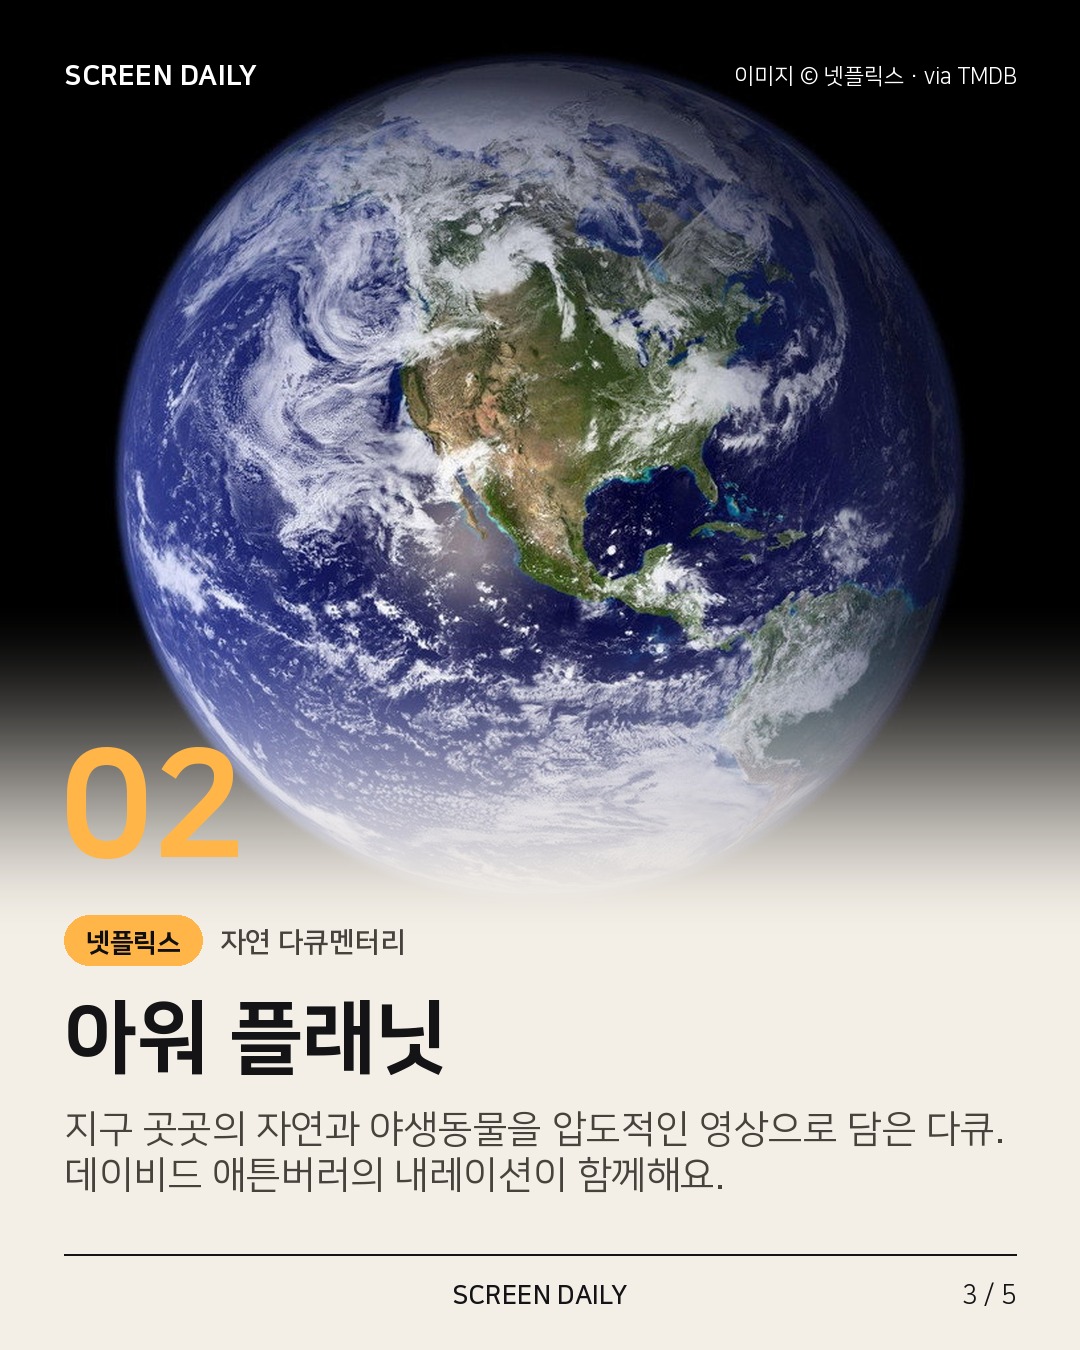 SCREEN DAILY
이미지 © 넷플릭스 · via TMDB
02
넷플릭스 자연 다큐멘터리
아워 플래닛
지구 곳곳의 자연과 야생동물을 압도적인 영상으로 담은 다큐.
데이비드 애튼버러의 내레이션이 함께해요.
SCREEN DAILY
3 / 5